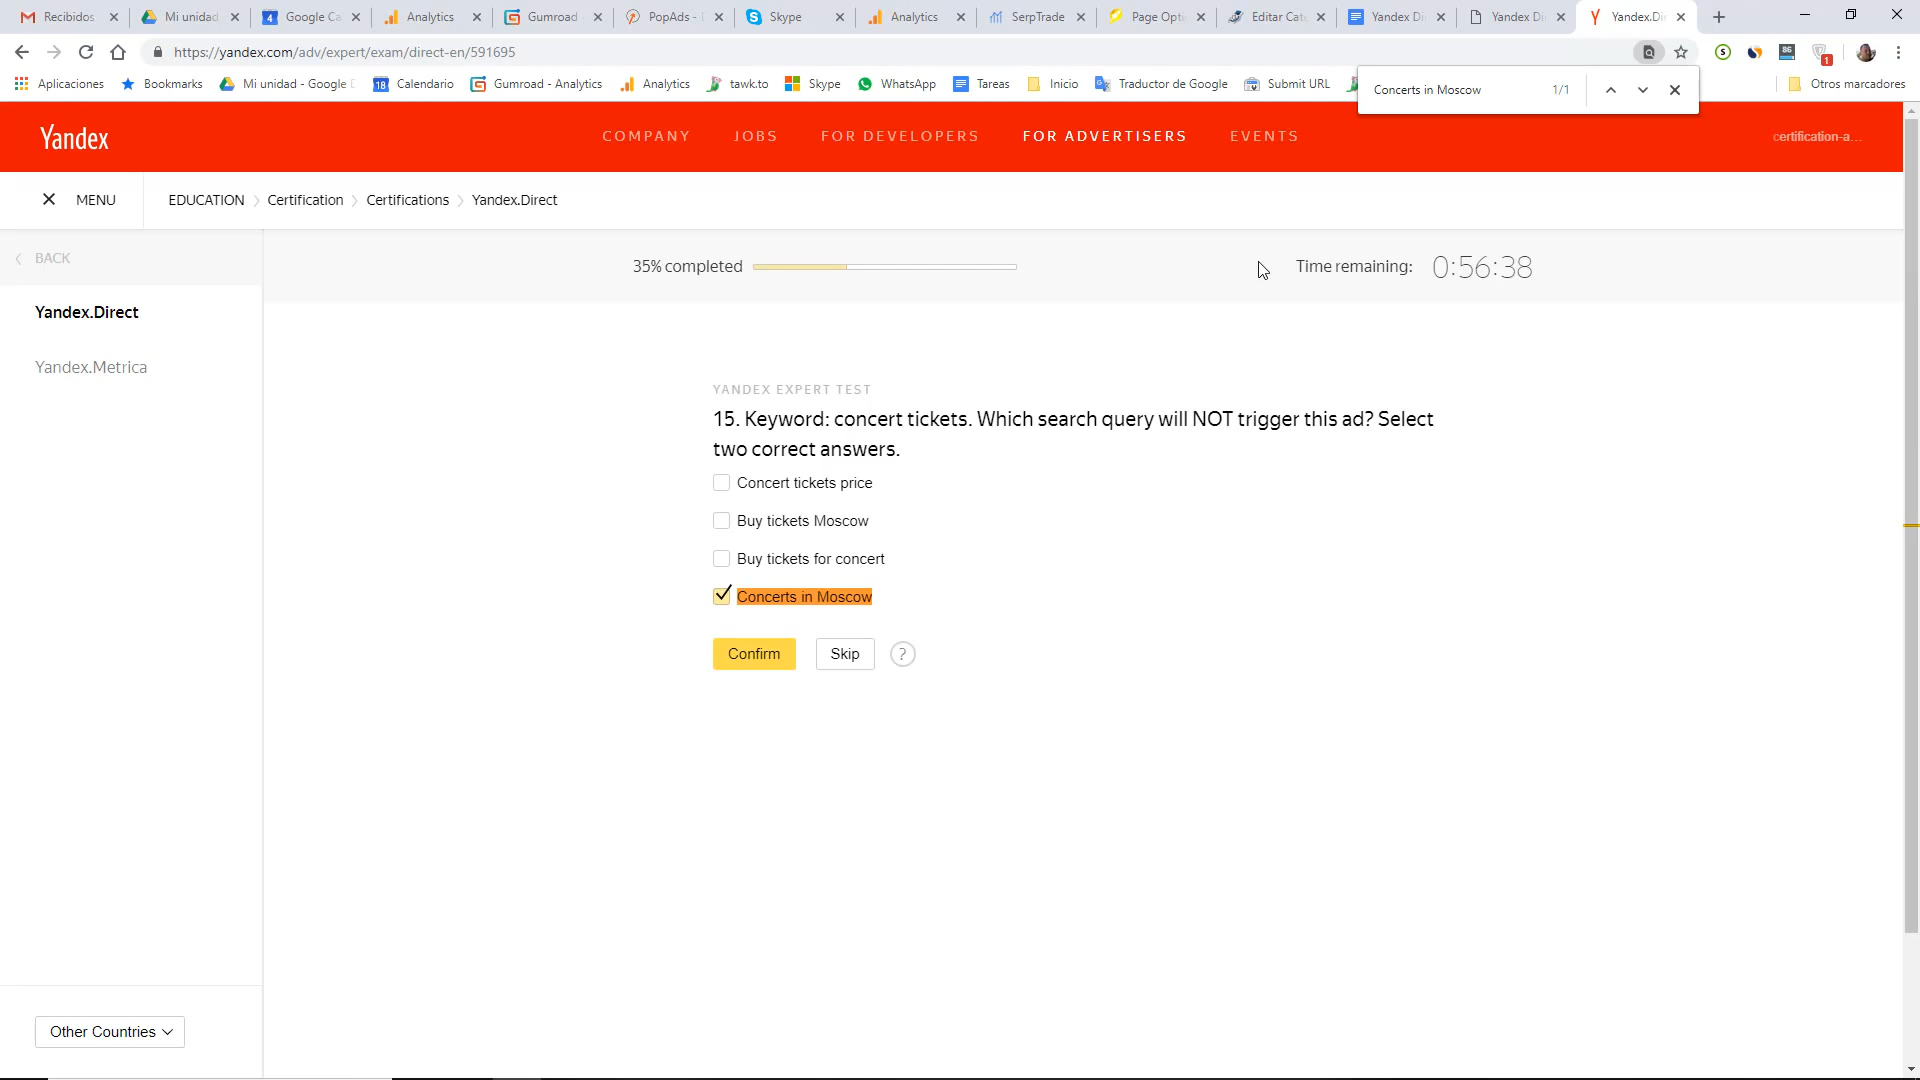 Recibidos
Mi unidad
Google Ca
Analytics
Gumroad
PopAds -
Skype
Analytics
SerpTrade
Page Opti
Editar Cat
Yandex Di
Yandex Di
Yandex.Di
https://yandex.com/adv/expert/exam/direct-en/591695
Aplicaciones
Bookmarks
Mi unidad - Google
Calendario
Gumroad - Analytics
Analytics
tawk.to
Skype
WhatsApp
Tareas
Inicio
Traductor de Google
Submit URL
Otros marcadores
Concerts in Moscow 1/1
Yandex
COMPANY
JOBS
FOR DEVELOPERS
FOR ADVERTISERS
EVENTS
certification-a...
MENU
EDUCATION
Certification
Certifications
Yandex.Direct
BACK
35% completed
Time remaining: 0:56:38
Yandex.Direct
Yandex.Metrica
YANDEX EXPERT TEST
15. Keyword: concert tickets. Which search query will NOT trigger this ad? Select
two correct answers.
Concert tickets price
Buy tickets Moscow
Buy tickets for concert
Concerts in Moscow
Confirm
Skip
?
Other Countries